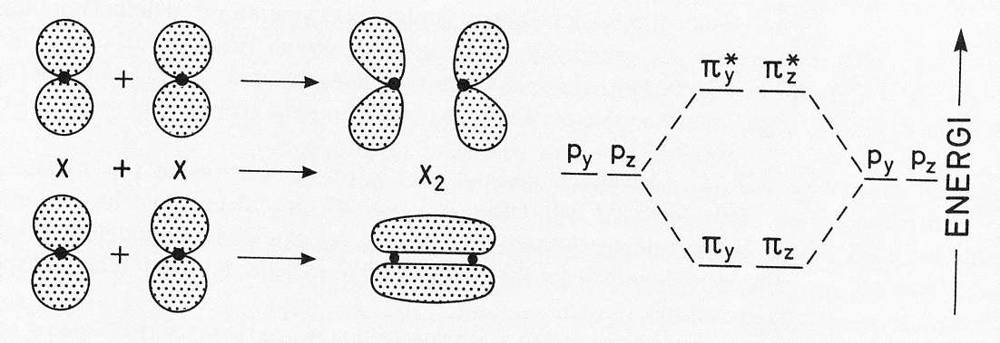 +
X + X
+
X₂
π*y π*z
py pz
py pz
πy πz
ENERGI